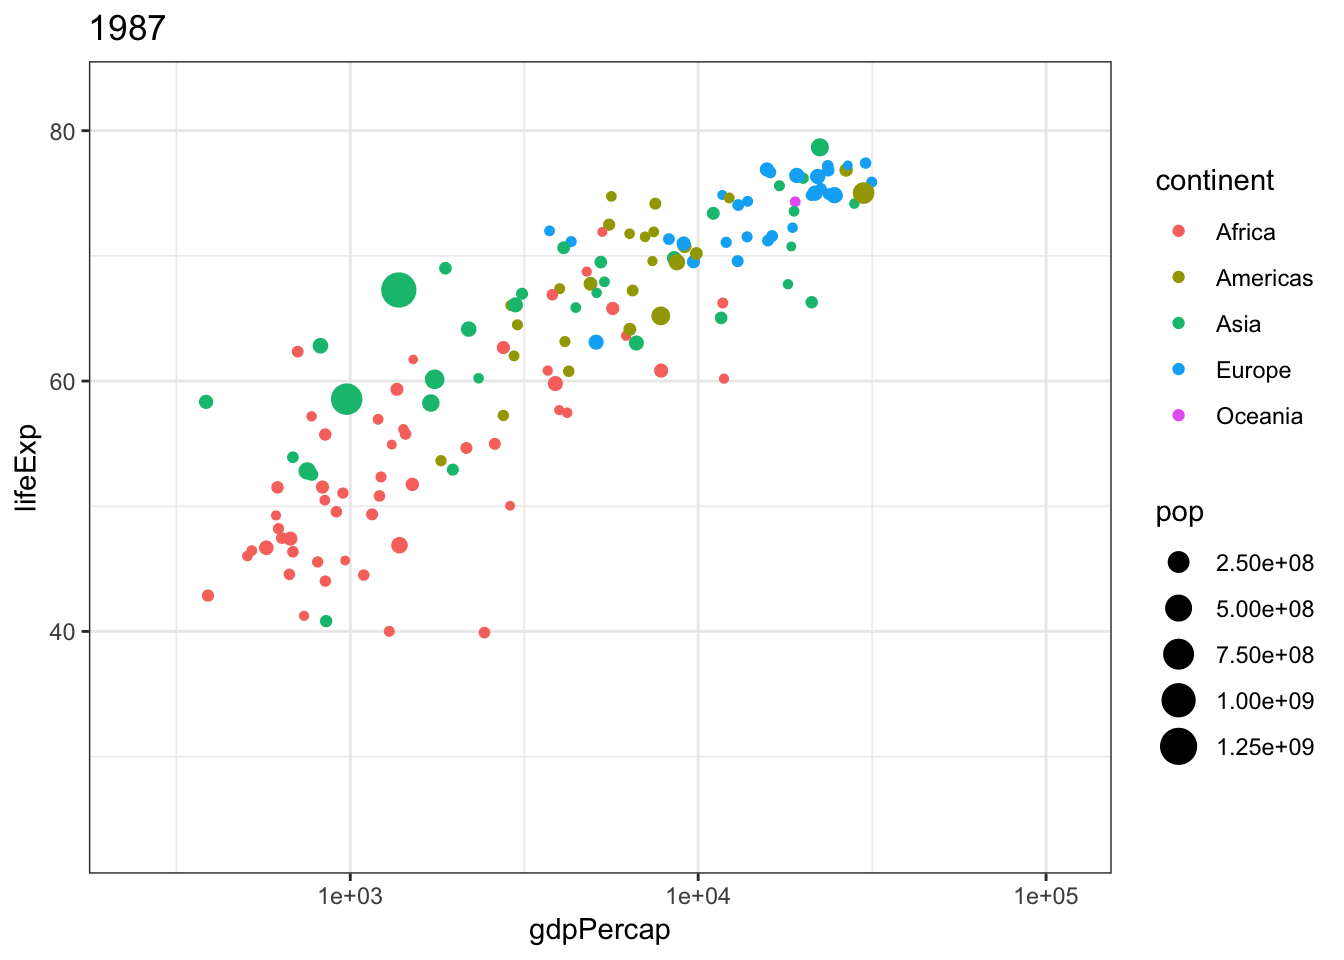 1987
80
60
40
lifeExp
1e+03
1e+04
1e+05
gdpPercap
continent
Africa
Americas
Asia
Europe
Oceania
pop
2.50e+08
5.00e+08
7.50e+08
1.00e+09
1.25e+09